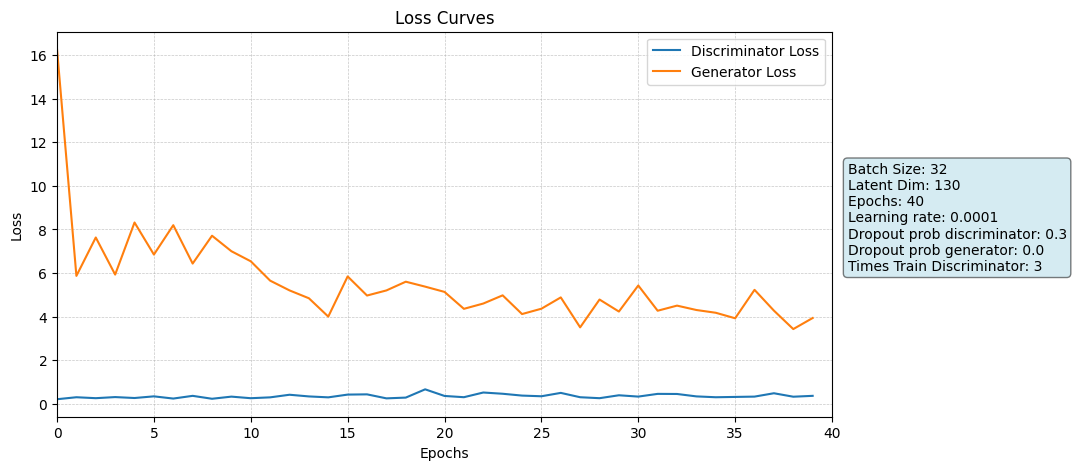 Loss Curves
Discriminator Loss
Generator Loss
16
14
12
10
8
6
4
2
0
Loss
0 5 10 15 20 25 30 35 40
Epochs
Batch Size: 32
Latent Dim: 130
Epochs: 40
Learning rate: 0.0001
Dropout prob discriminator: 0.3
Dropout prob generator: 0.0
Times Train Discriminator: 3